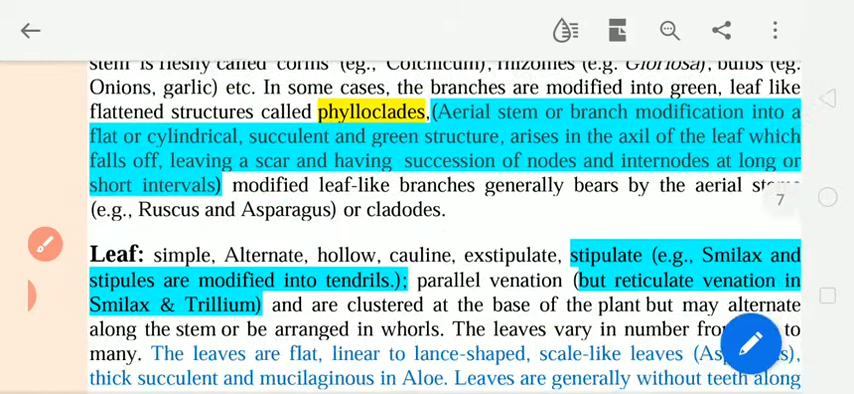 stem is fleshy called corms (eg., Colchicum), rhizomes (e.g. Gloriosa), bulbs (eg.
Onions, garlic) etc. In some cases, the branches are modified into green, leaf like
flattened structures called phylloclades,(Aerial stem or branch modification into a
flat or cylindrical, succulent and green structure, arises in the axil of the leaf which
falls off, leaving a scar and having succession of nodes and internodes at long or
short intervals) modified leaf-like branches generally bears by the aerial
7
(e.g., Ruscus and Asparagus) or cladodes.
Leaf: simple, Alternate, hollow, cauline, exstipulate, stipulate (e.g., Smilax and
stipules are modified into tendrils.); parallel venation (but reticulate venation in
Smilax & Trillium) and are clustered at the base of the plant but may alternate
along the stem or be arranged in whorls. The leaves vary in number to
many. The leaves are flat, linear to lance-shaped, scale-like leaves
thick succulent and mucilaginous in Aloe. Leaves are generally without teeth along